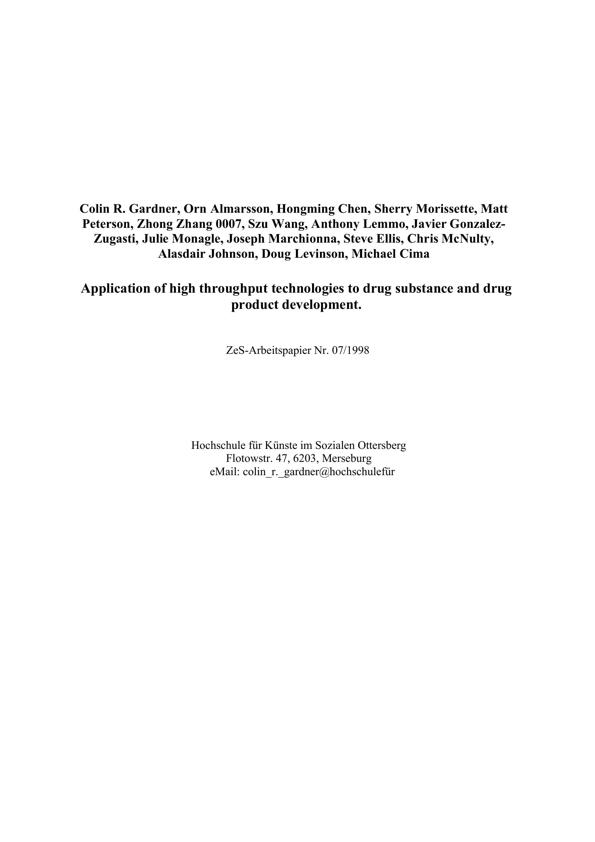 Colin R. Gardner, Orn Almarsson, Hongming Chen, Sherry Morissette, Matt
Peterson, Zhong Zhang 0007, Szu Wang, Anthony Lemmo, Javier Gonzalez-
Zugasti, Julie Monagle, Joseph Marchionna, Steve Ellis, Chris McNulty,
Alasdair Johnson, Doug Levinson, Michael Cima
Application of high throughput technologies to drug substance and drug
product development.
ZeS-Arbeitspapier Nr. 07/1998
Hochschule für Künste im Sozialen Ottersberg
Flotowstr. 47, 6203, Merseburg
eMail: colin_r._gardner@hochschulefür